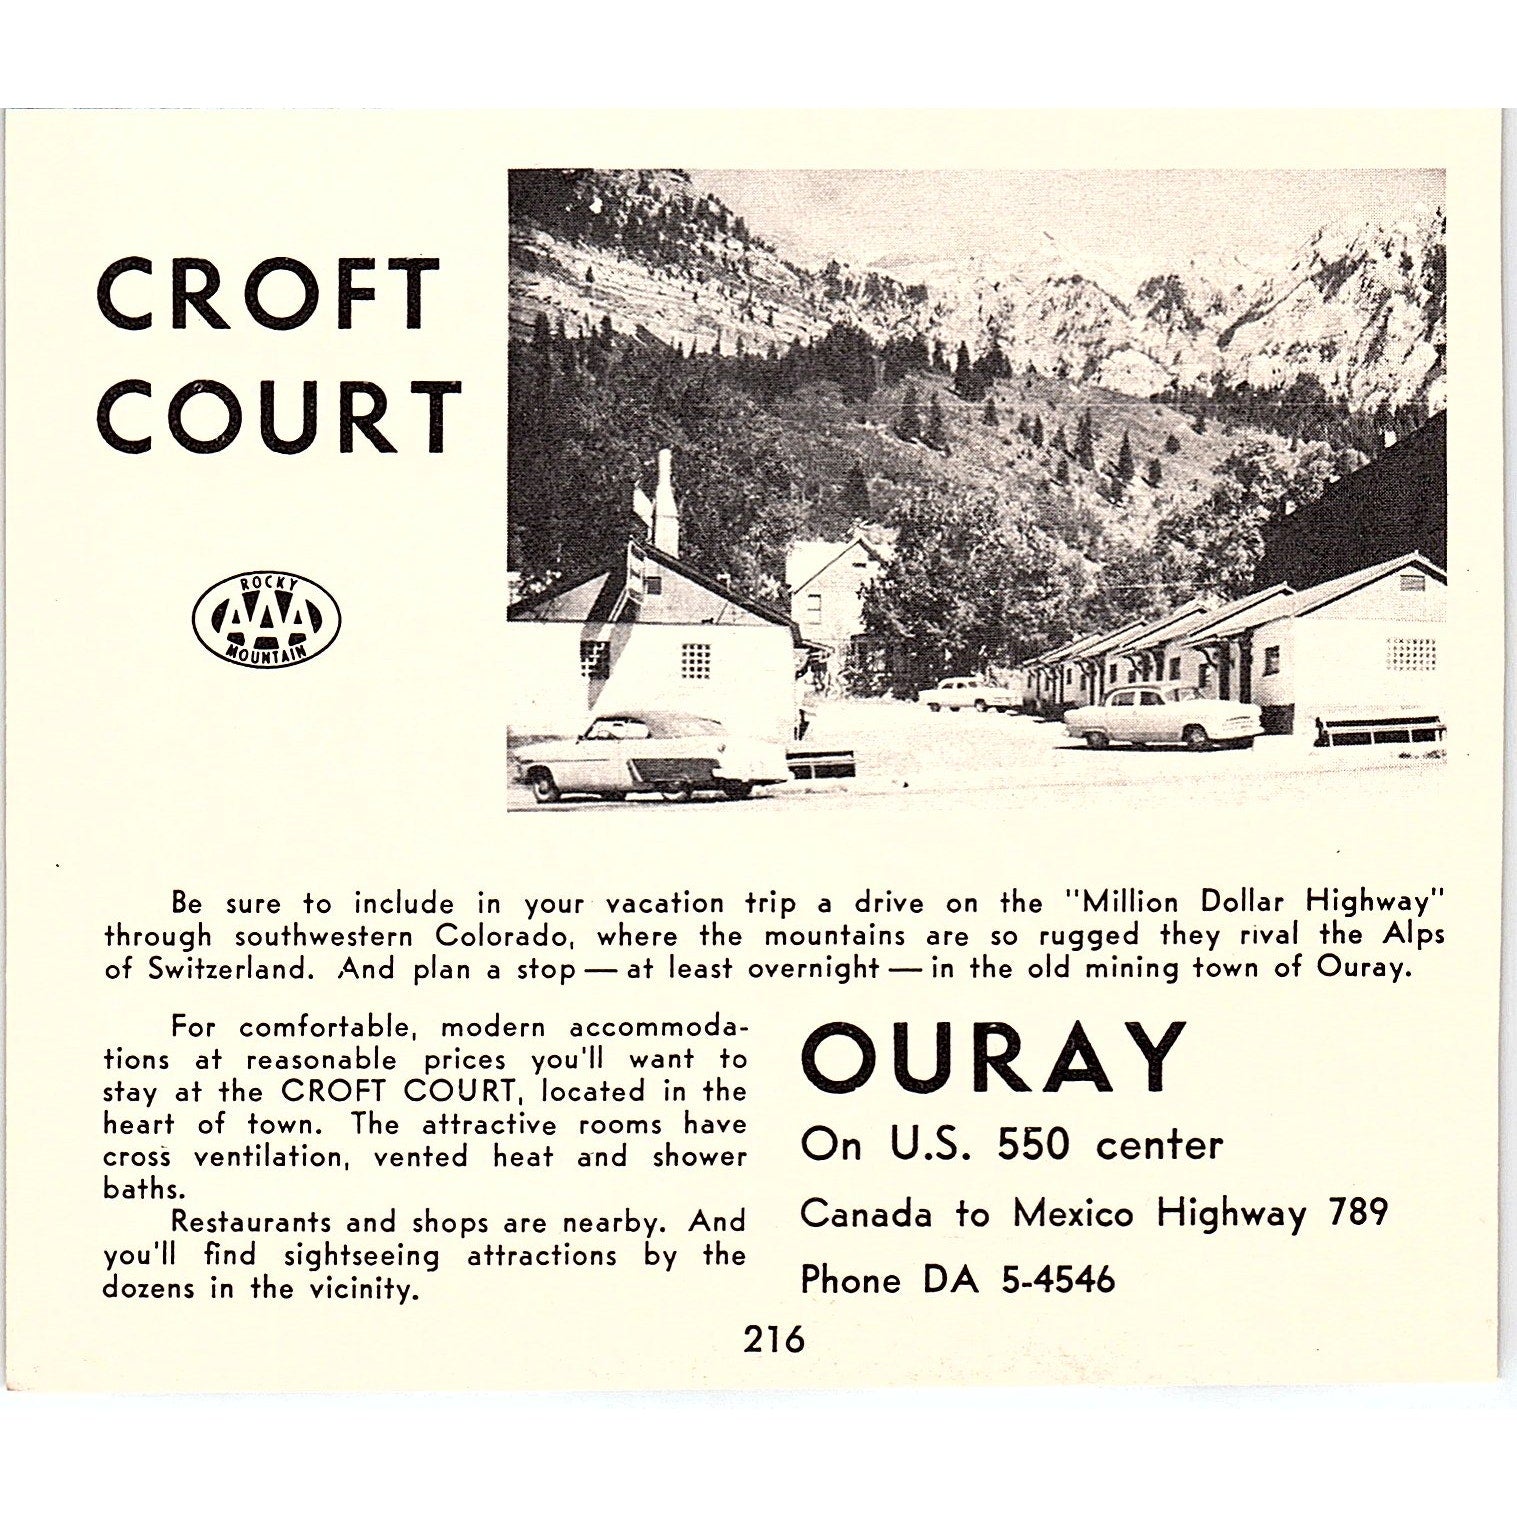 CROFT
COURT
ROCKY
AAA
MOUNTAIN
Be sure to include in your vacation trip a drive on the "Million Dollar Highway"
through southwestern Colorado, where the mountains are so rugged they rival the Alps
of Switzerland. And plan a stop — at least overnight — in the old mining town of Ouray.
For comfortable, modern accommoda-
tions at reasonable prices you'll want to
stay at the CROFT COURT, located in the
heart of town. The attractive rooms have
cross ventilation, vented heat and shower
baths.
Restaurants and shops are nearby. And
you'll find sightseeing attractions by the
dozens in the vicinity.
OURAY
On U.S. 550 center
Canada to Mexico Highway 789
Phone DA 5-4546
216